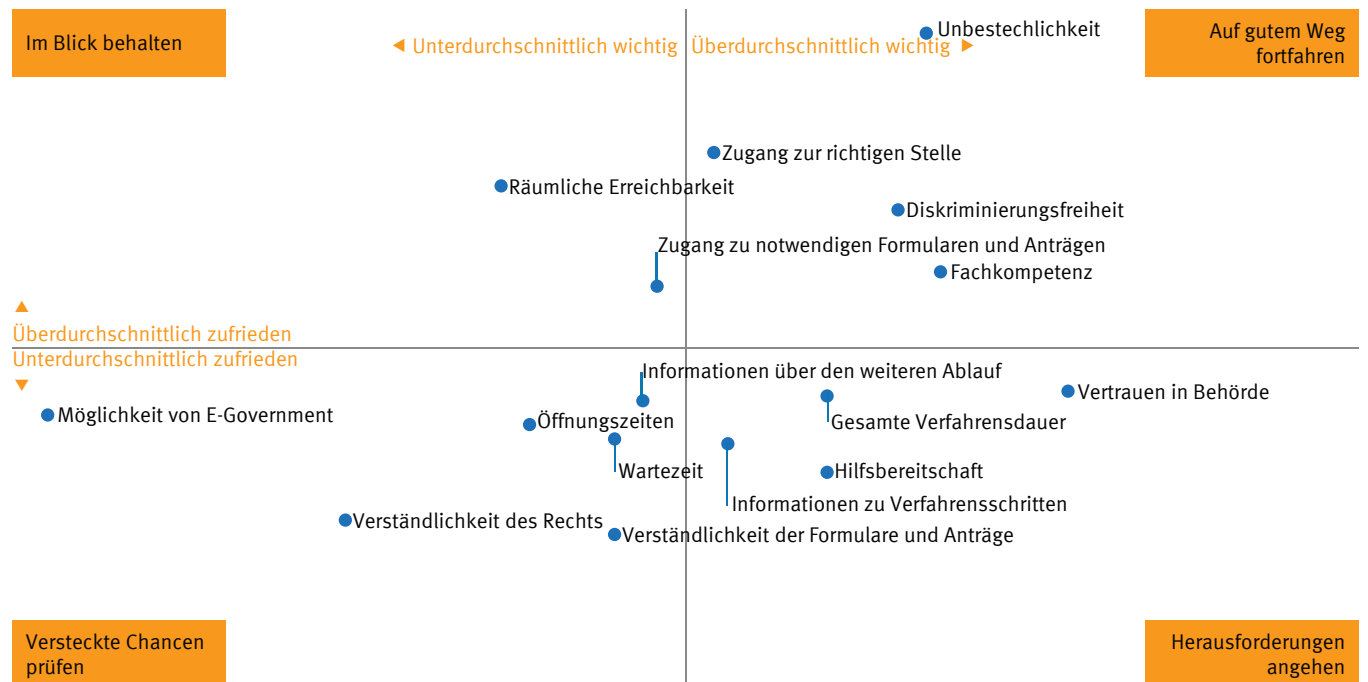 Im Blick behalten
Unterdurchschnittlich wichtig
Überdurchschnittlich wichtig
Unbestechlichkeit
Auf gutem Weg
fortfahren
Zugang zur richtigen Stelle
Räumliche Erreichbarkeit
Diskriminierungsfreiheit
Zugang zu notwendigen Formularen und Anträgen
Fachkompetenz
Überdurchschnittlich zufrieden
Unterdurchschnittlich zufrieden
Informationen über den weiteren Ablauf
Vertrauen in Behörde
Möglichkeit von E-Government
Öffnungszeiten
Gesamte Verfahrensdauer
Wartezeit
Hilfsbereitschaft
Informationen zu Verfahrensschritten
Verständlichkeit des Rechts
Verständlichkeit der Formulare und Anträge
Versteckte Chancen
prüfen
Herausforderungen
angehen